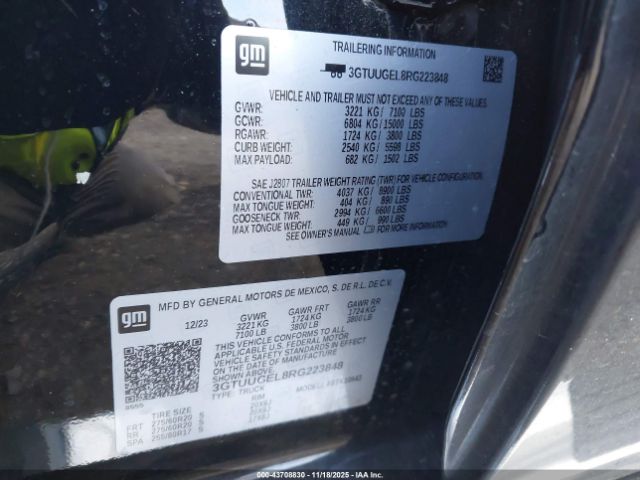 gm
TRAILERING INFORMATION
3GTUUGEL8RG223848
VEHICLE AND TRAILER MUST NOT EXCEED ANY OF THESE VALUES.
GVWR: 3221 KG/ 7100 LBS
GCWR: 6804 KG/15000 LBS
RGAWR: 1724 KG/ 3800 LBS
CURB WEIGHT: 2540 KG/ 5598 LBS
MAX PAYLOAD: 682 KG/ 1502 LBS
SAE J2807 TRAILER WEIGHT RATING (TWR) FOR VEHICLE CONFIGURATION.
CONVENTIONAL TWR: 4037 KG/ 8900 LBS
MAX TONGUE WEIGHT: 404 KG/ 890 LBS
GOOSENECK TWR: 2994 KG/ 6600 LBS
MAX TONGUE WEIGHT: 449 KG/ 990 LBS
SEE OWNER'S MANUAL FOR MORE INFORMATION.
gm
MFD BY GENERAL MOTORS DE MEXICO, S. DE R.L. DE C.V.
12/23 GVWR GAWR FRT GAWR RR
3221 KG 1724 KG 1724 KG
7100 LB 3800 LB 3800 LB
THIS VEHICLE CONFORMS TO ALL
APPLICABLE U.S. FEDERAL MOTOR
VEHICLE SAFETY STANDARDS IN EFFECT
ON THE DATE OF MANUFACTURE
SHOWN ABOVE.
3GTUUGEL8RG223848
TYPE: TRUCK
TIRE SIZE RIM
FRT 275/60R20 S
RR 275/60R20 S
SPA 255/80R17 S
000-43708830 - 11/18/2025 - IAAI.COM